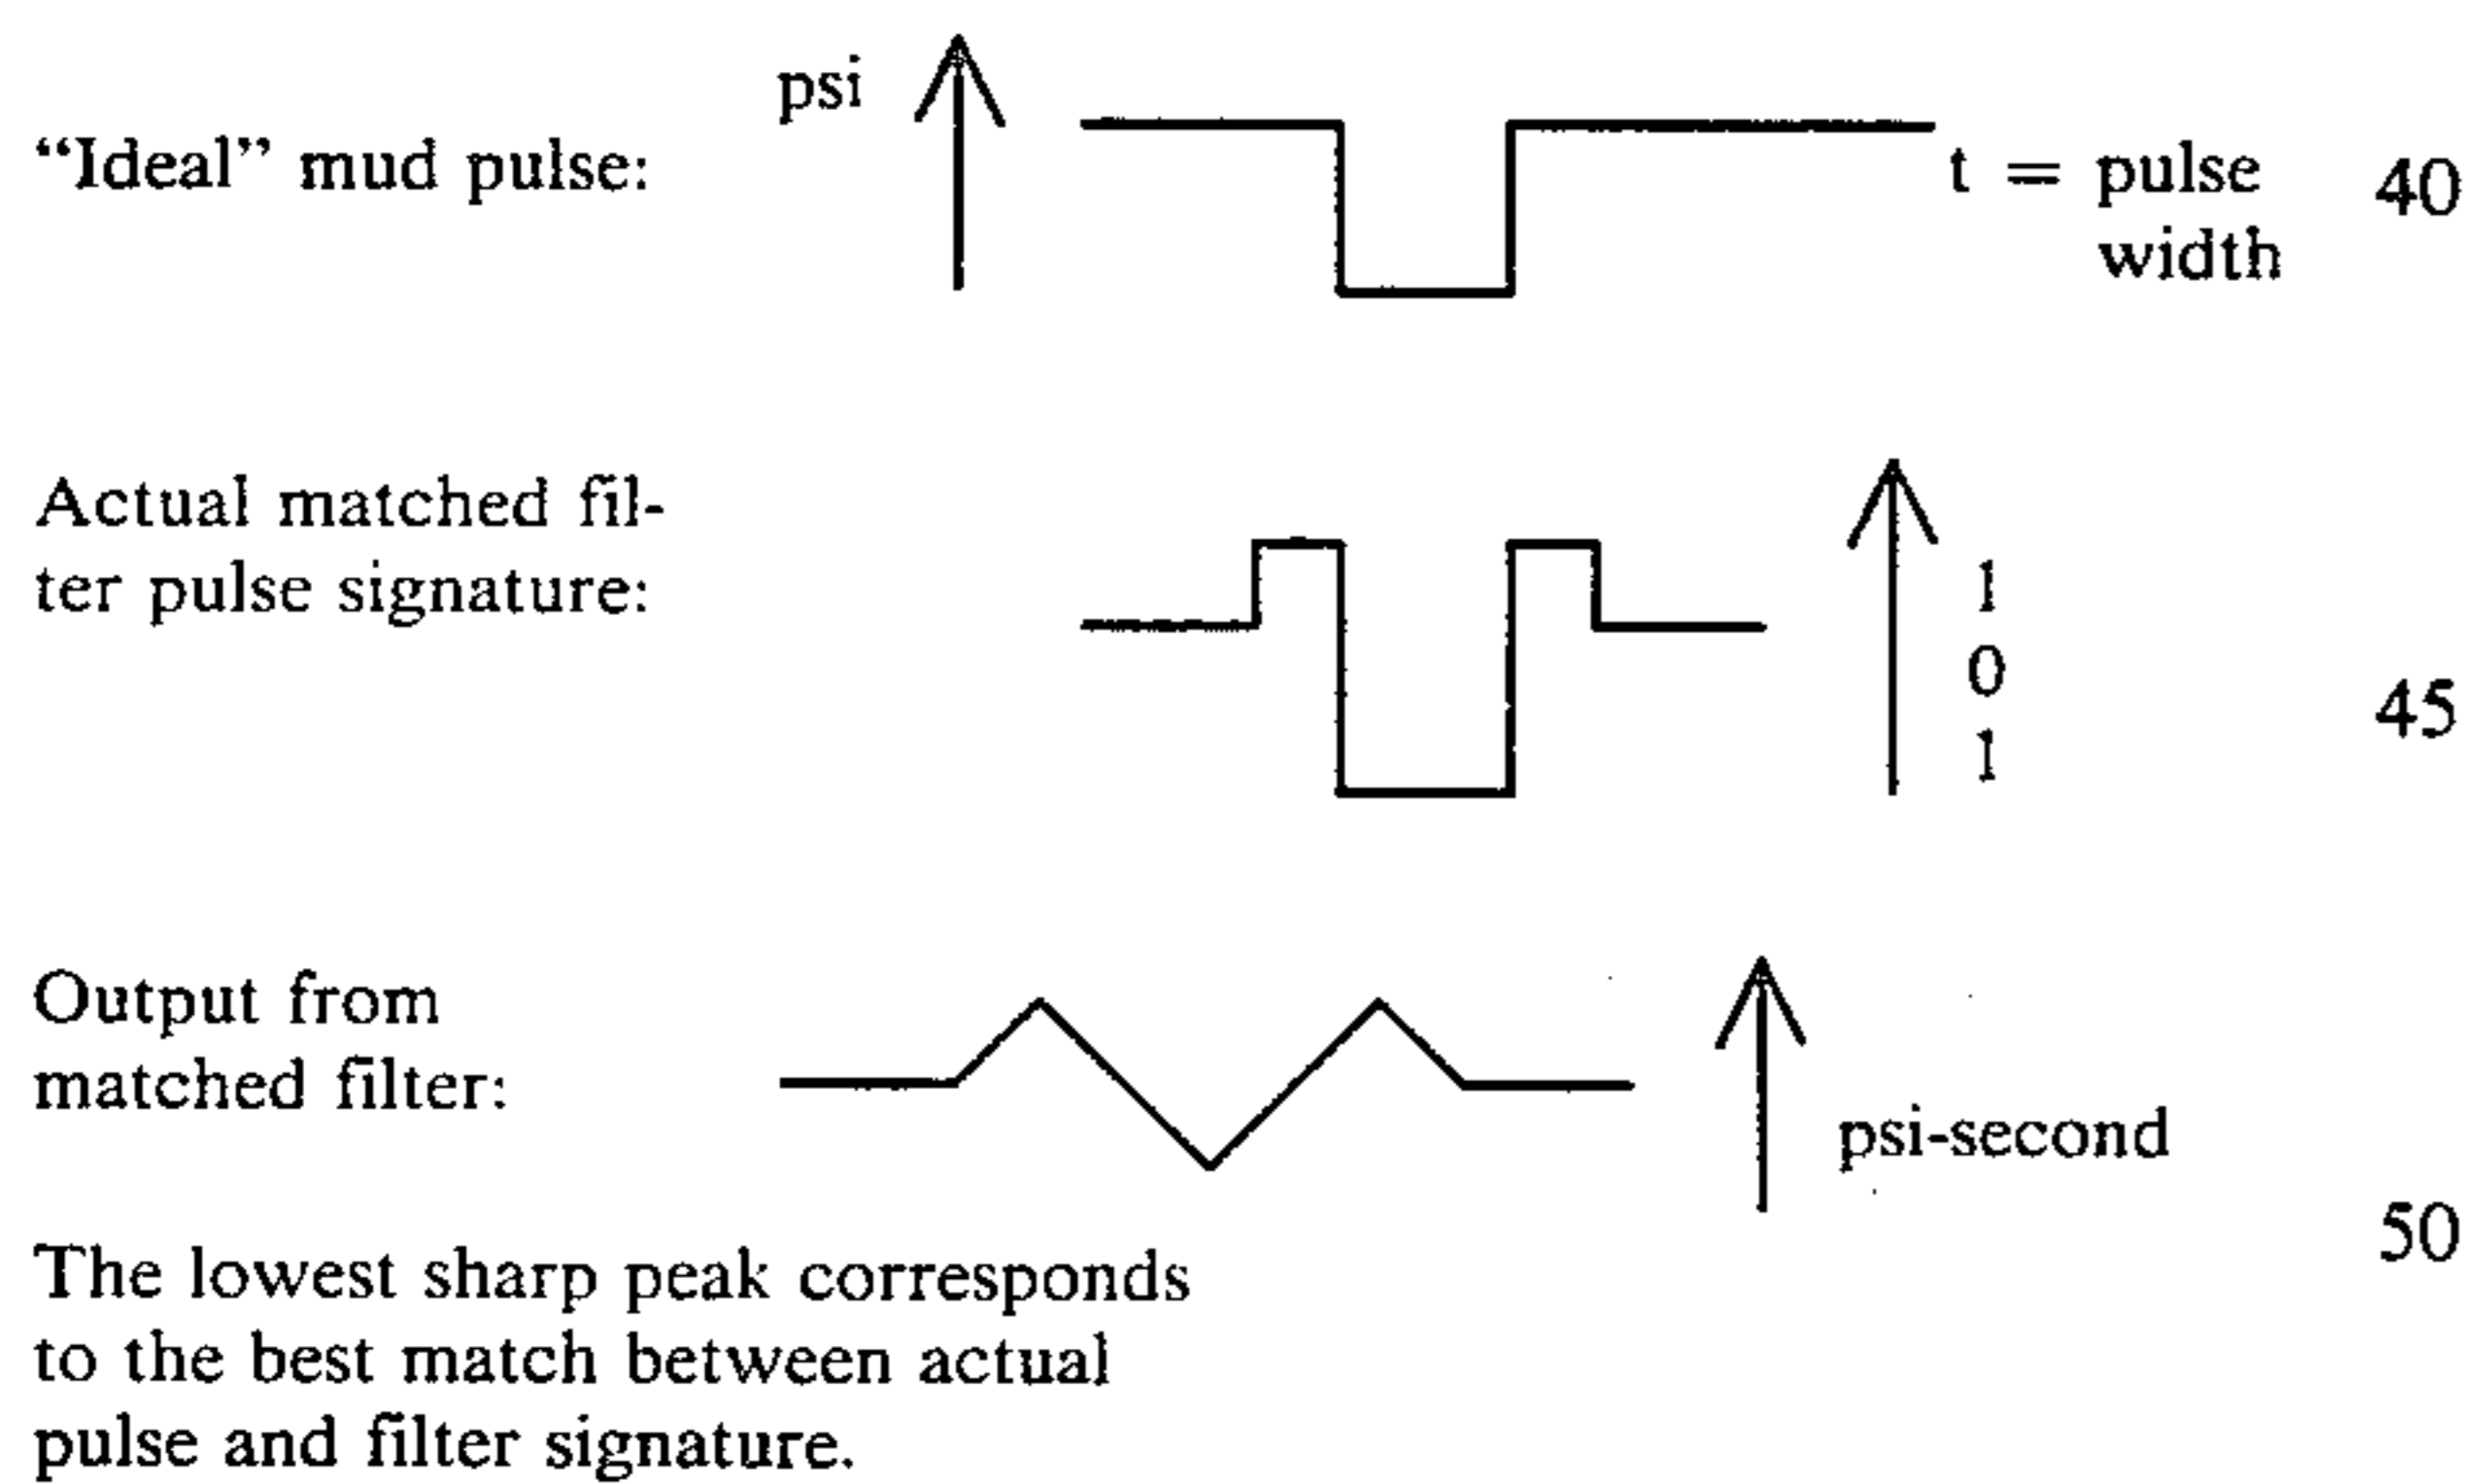 psi
“Ideal” mud pulse:
t = pulse
width
40
Actual matched fil-
ter pulse signature:
1
0
1
45
Output from
matched filter:
psi-second
50
The lowest sharp peak corresponds
to the best match between actual
pulse and filter signature.